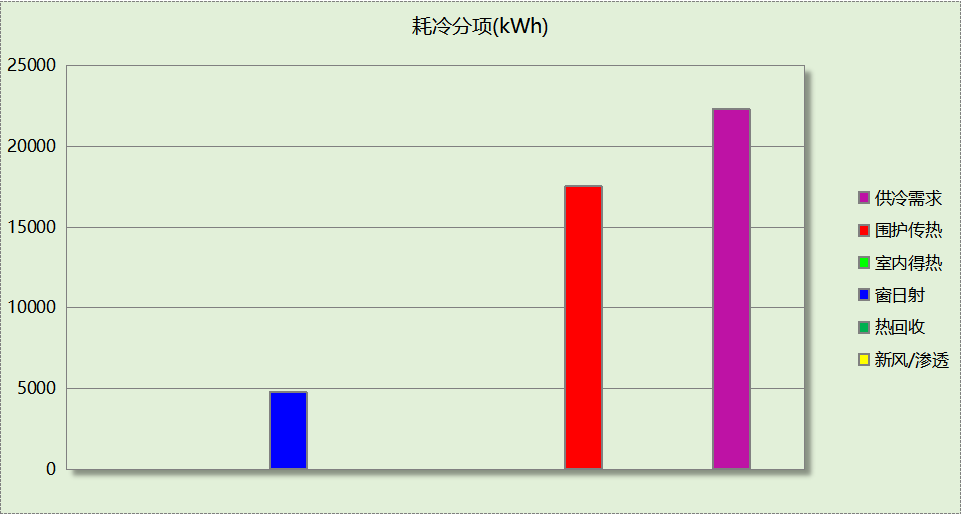 耗冷分项(kWh)
25000
20000
15000
10000
5000
0
供冷需求
围护传热
室内得热
窗日射
热回收
新风/渗透